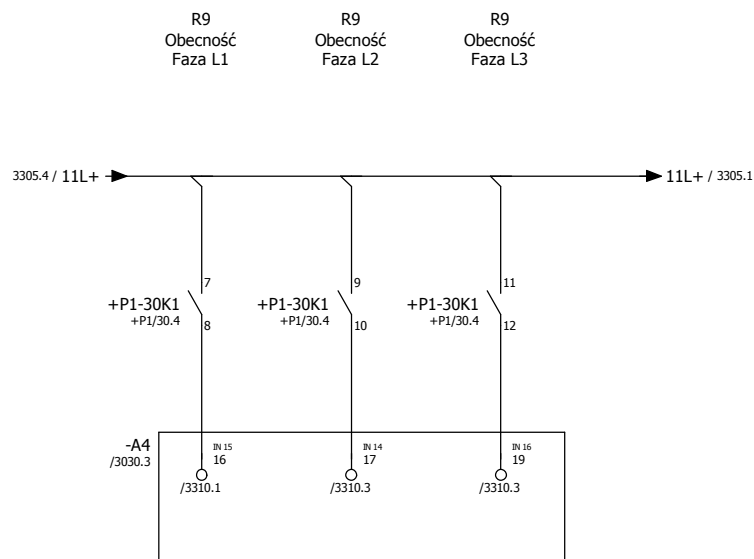 R9
Obecność
Faza L1
R9
Obecność
Faza L2
R9
Obecność
Faza L3
3305.4 / 11L+
11L+ / 3305.1
7
+P1-30K1
+P1/30.4
8
9
+P1-30K1
+P1/30.4
10
11
+P1-30K1
+P1/30.4
12
-A4
/3030.3
IN 15
16
/3310.1
IN 14
17
/3310.3
IN 16
19
/3310.3